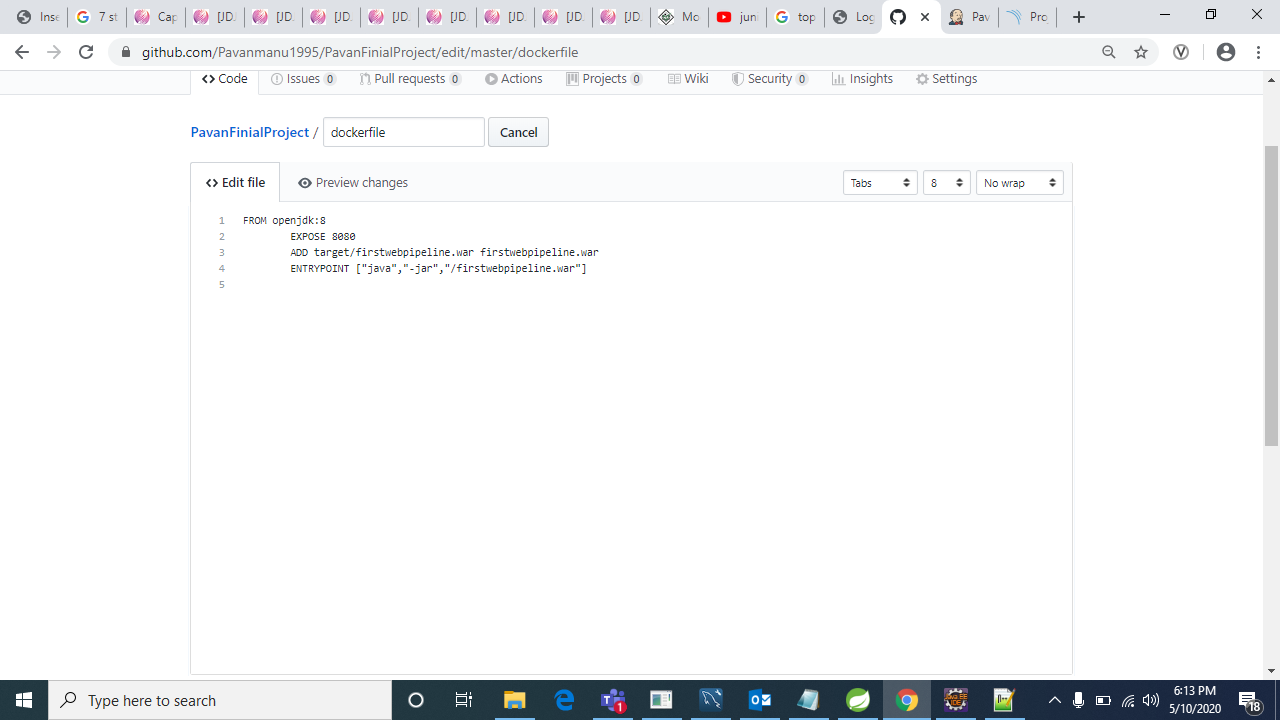 Inse
7 st
Cap
[JD
[JD
[JD
[JD
[JD
[JD
[JD
[JD
Mo
juni
top
Log
Pav
Pro
github.com/Pavanmanu1995/PavanFinialProject/edit/master/dockerfile
Code
Issues 0
Pull requests 0
Actions
Projects 0
Wiki
Security 0
Insights
Settings
PavanFinialProject / dockerfile Cancel
Edit file
Preview changes
Tabs
8
No wrap
1 FROM openjdk:8
2 EXPOSE 8080
3 ADD target/firstwebpipeline.war firstwebpipeline.war
4 ENTRYPOINT ["java","-jar","/firstwebpipeline.war"]
5
Type here to search
1
6:13 PM
5/10/2020
18